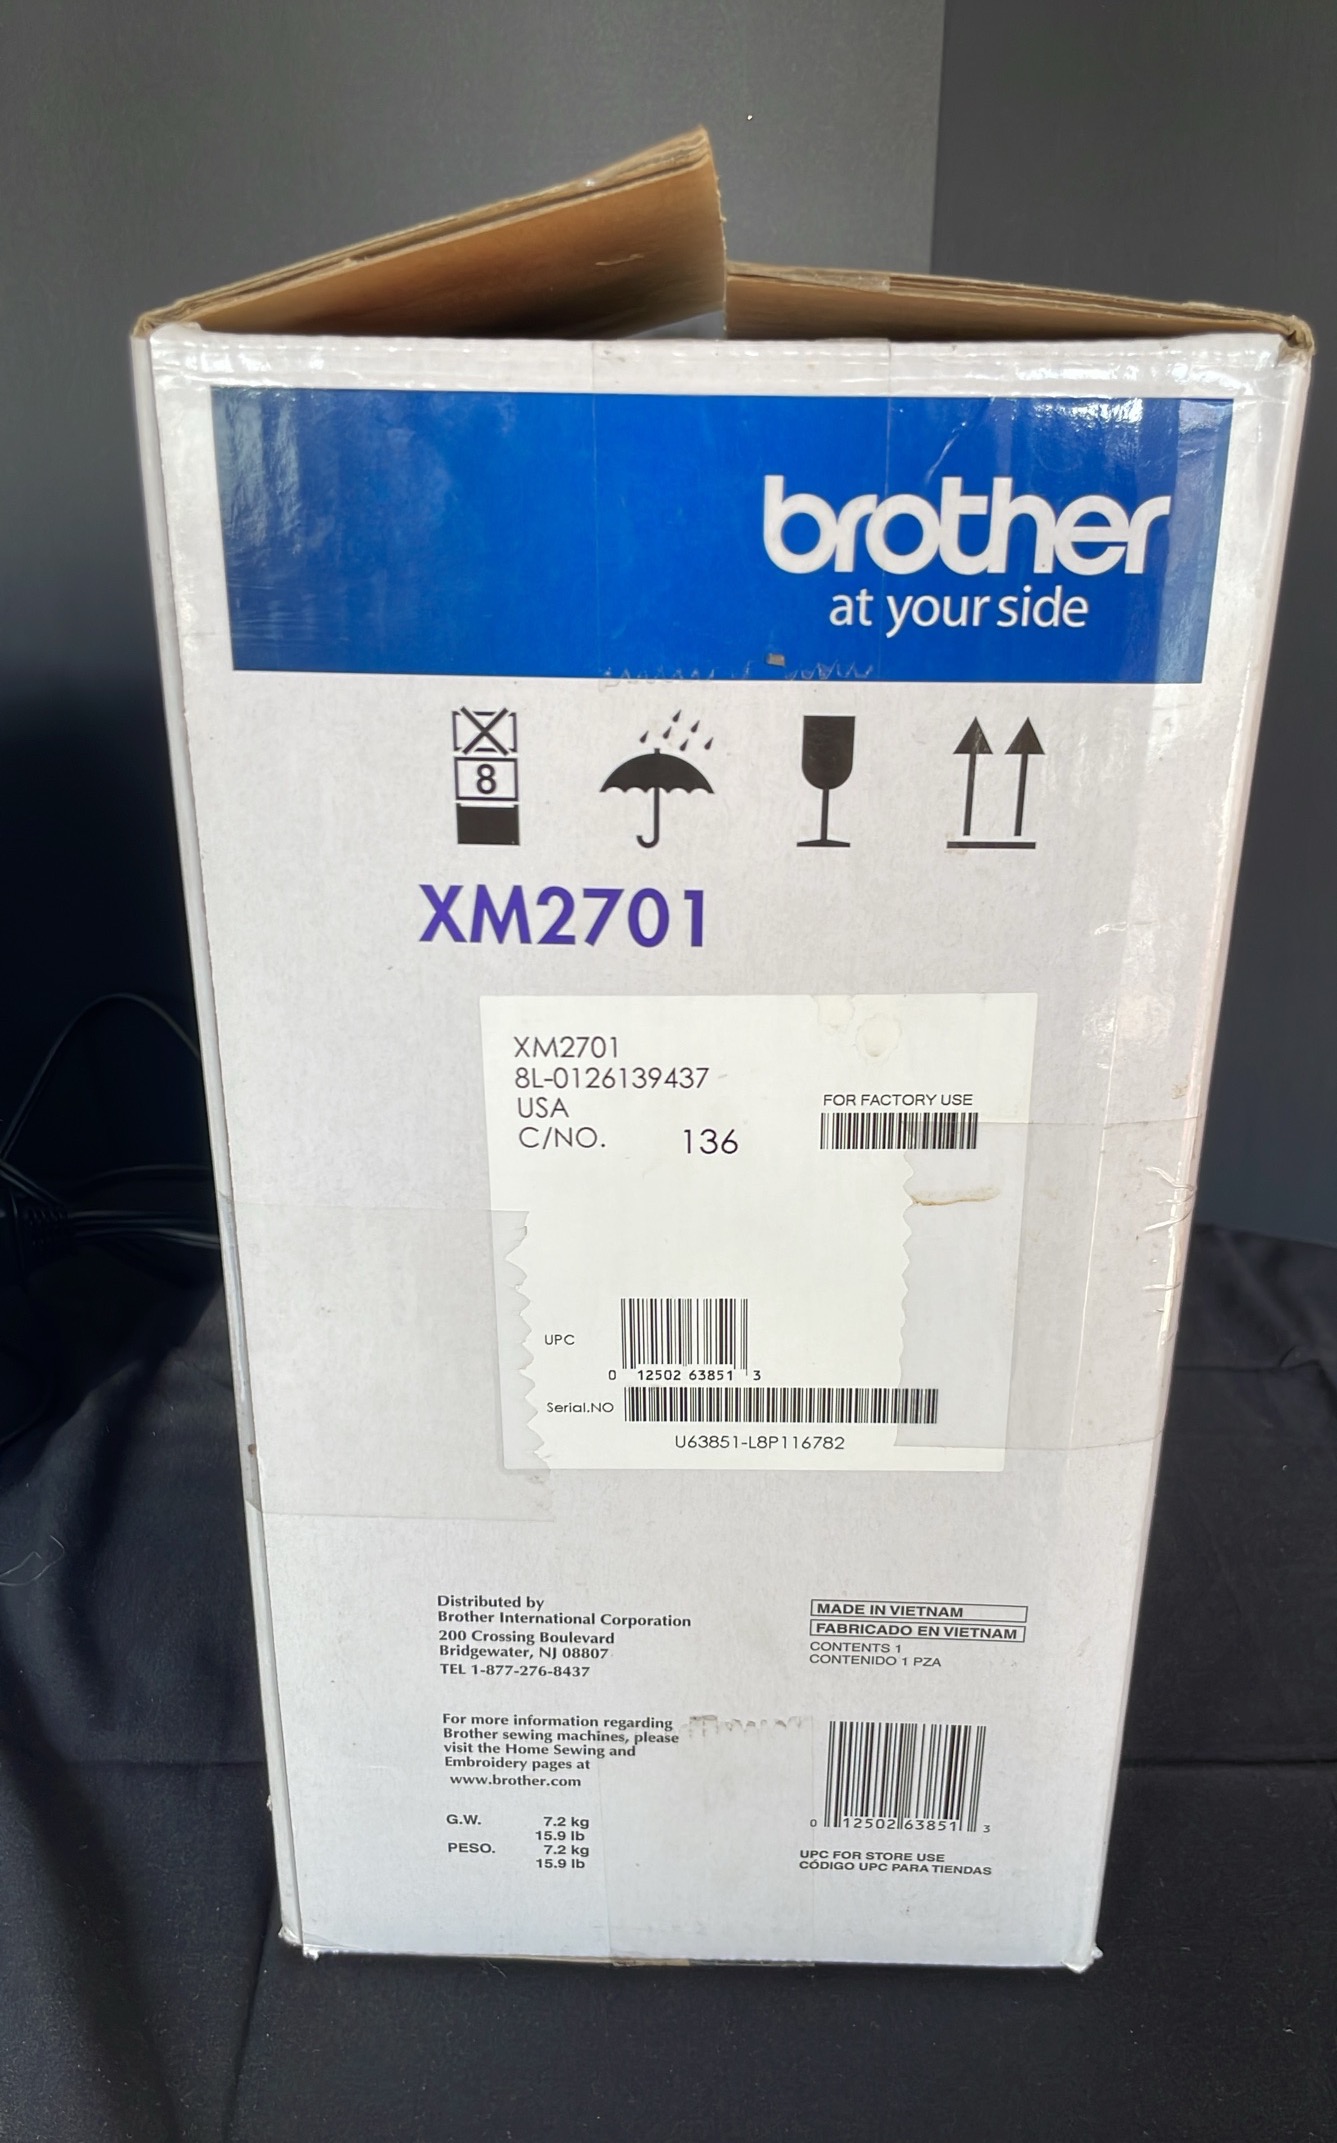 brother
at your side
8
XM2701
XM2701
8L-0126139437
USA
C/NO. 136
FOR FACTORY USE
UPC
0 12502 63851 3
Serial.NO
U63851-L8P116782
Distributed by
Brother International Corporation
200 Crossing Boulevard
Bridgewater, NJ 08807
TEL 1-877-276-8437
MADE IN VIETNAM
FABRICADO EN VIETNAM
CONTENTS 1
CONTENIDO 1 PZA
For more information regarding
Brother sewing machines, please
visit the Home Sewing and
Embroidery pages at
www.brother.com
G.W. 7.2 kg
15.9 lb
PESO. 7.2 kg
15.9 lb
0 12502 63851 3
UPC FOR STORE USE
CÓDIGO UPC PARA TIENDAS